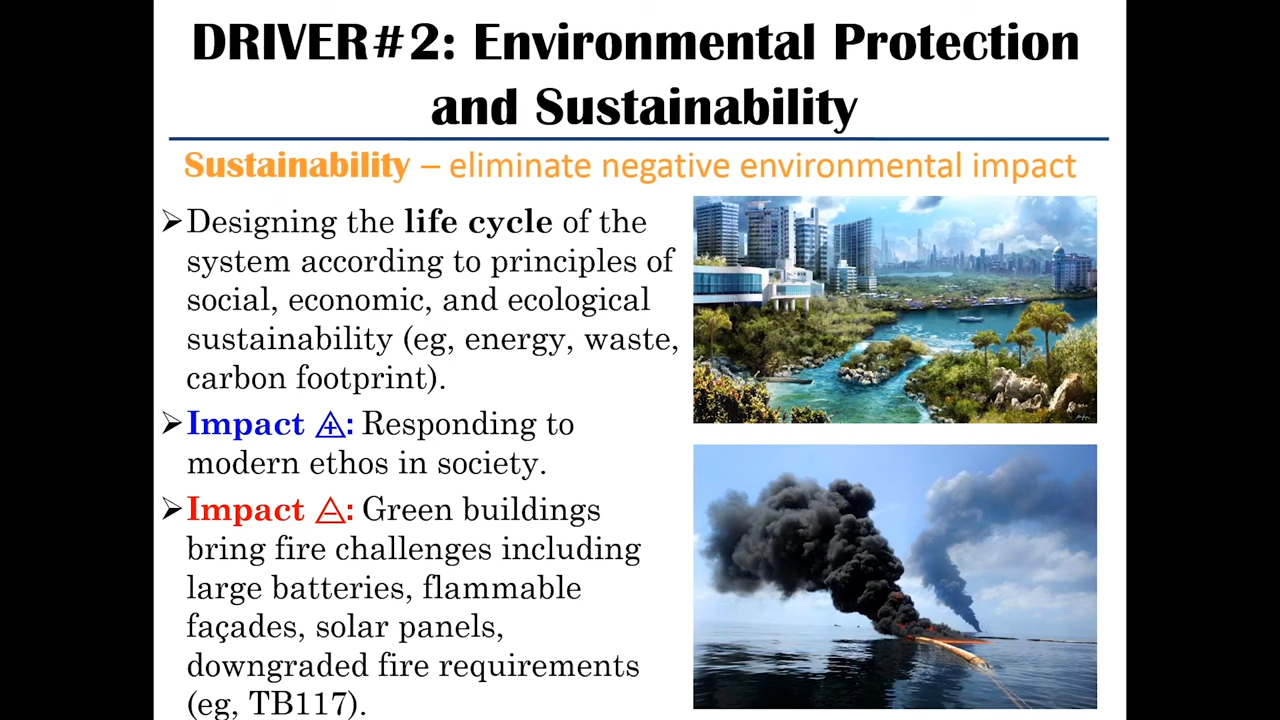 DRIVER#2: Environmental Protection
and Sustainability
Sustainability – eliminate negative environmental impact
➢Designing the life cycle of the
system according to principles of
social, economic, and ecological
sustainability (eg, energy, waste,
carbon footprint).
➢Impact +: Responding to
modern ethos in society.
➢Impact –: Green buildings
bring fire challenges including
large batteries, flammable
façades, solar panels,
downgraded fire requirements
(eg, TB117).